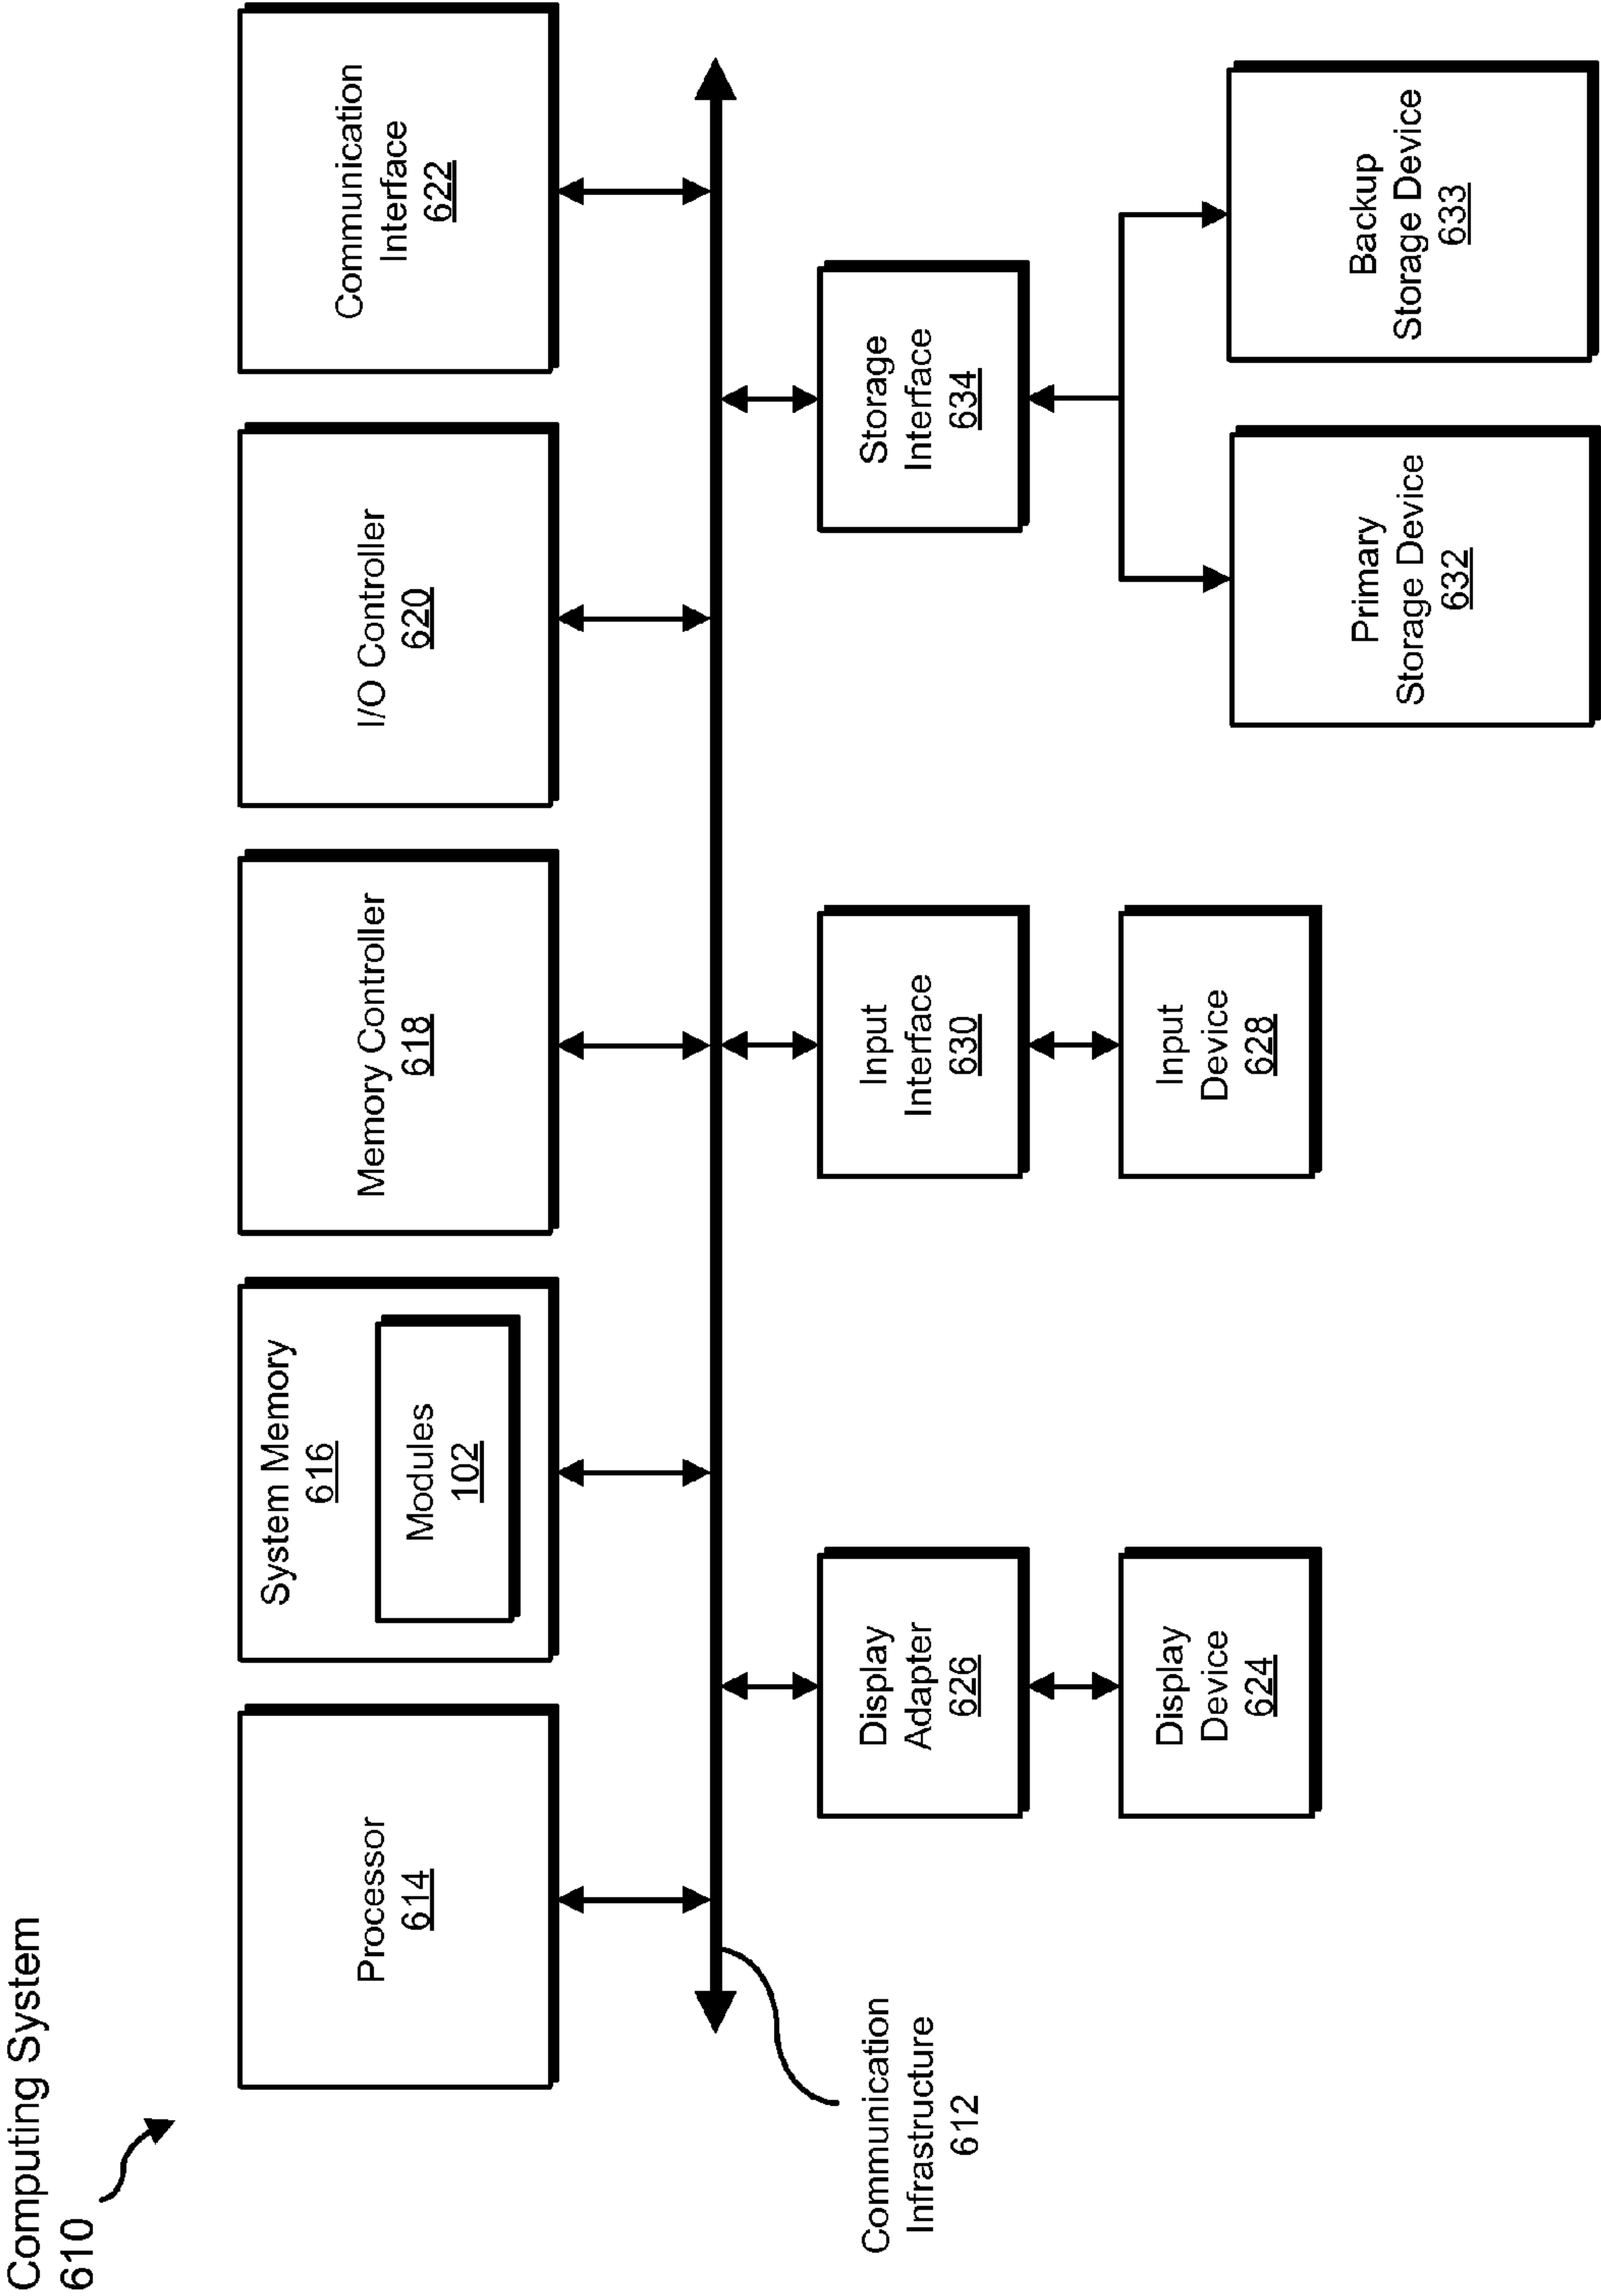 Computing System
610
Processor
614
System Memory
616
Modules
102
Memory Controller
618
I/O Controller
620
Communication
Interface
622
Communication
Infrastructure
612
Display
Adapter
626
Input
Interface
630
Storage
Interface
634
Display
Device
624
Input
Device
628
Primary
Storage Device
632
Backup
Storage Device
633